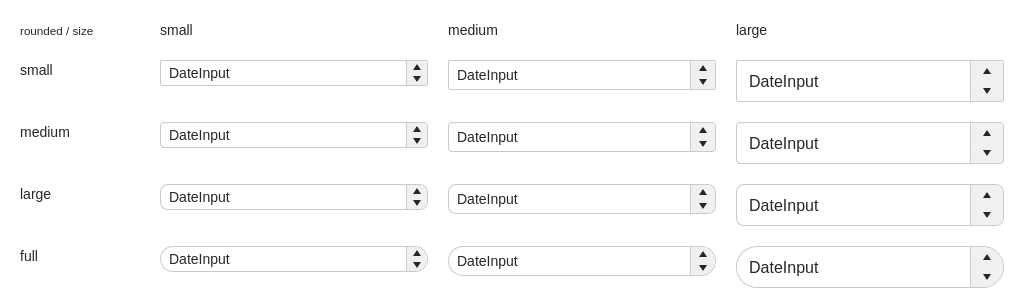 rounded / size small medium large
small DateInput DateInput DateInput
medium DateInput DateInput DateInput
large DateInput DateInput DateInput
full DateInput DateInput DateInput